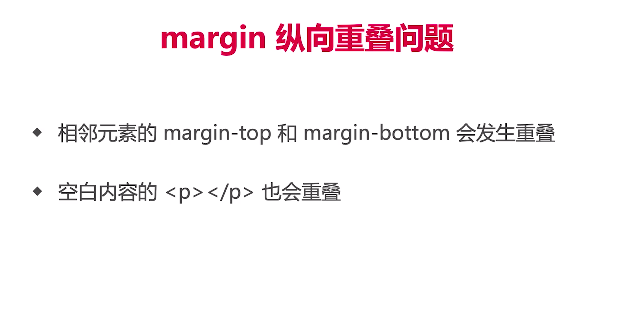 margin 纵向重叠问题
相邻元素的 margin-top 和 margin-bottom 会发生重叠
空白内容的 <p></p> 也会重叠